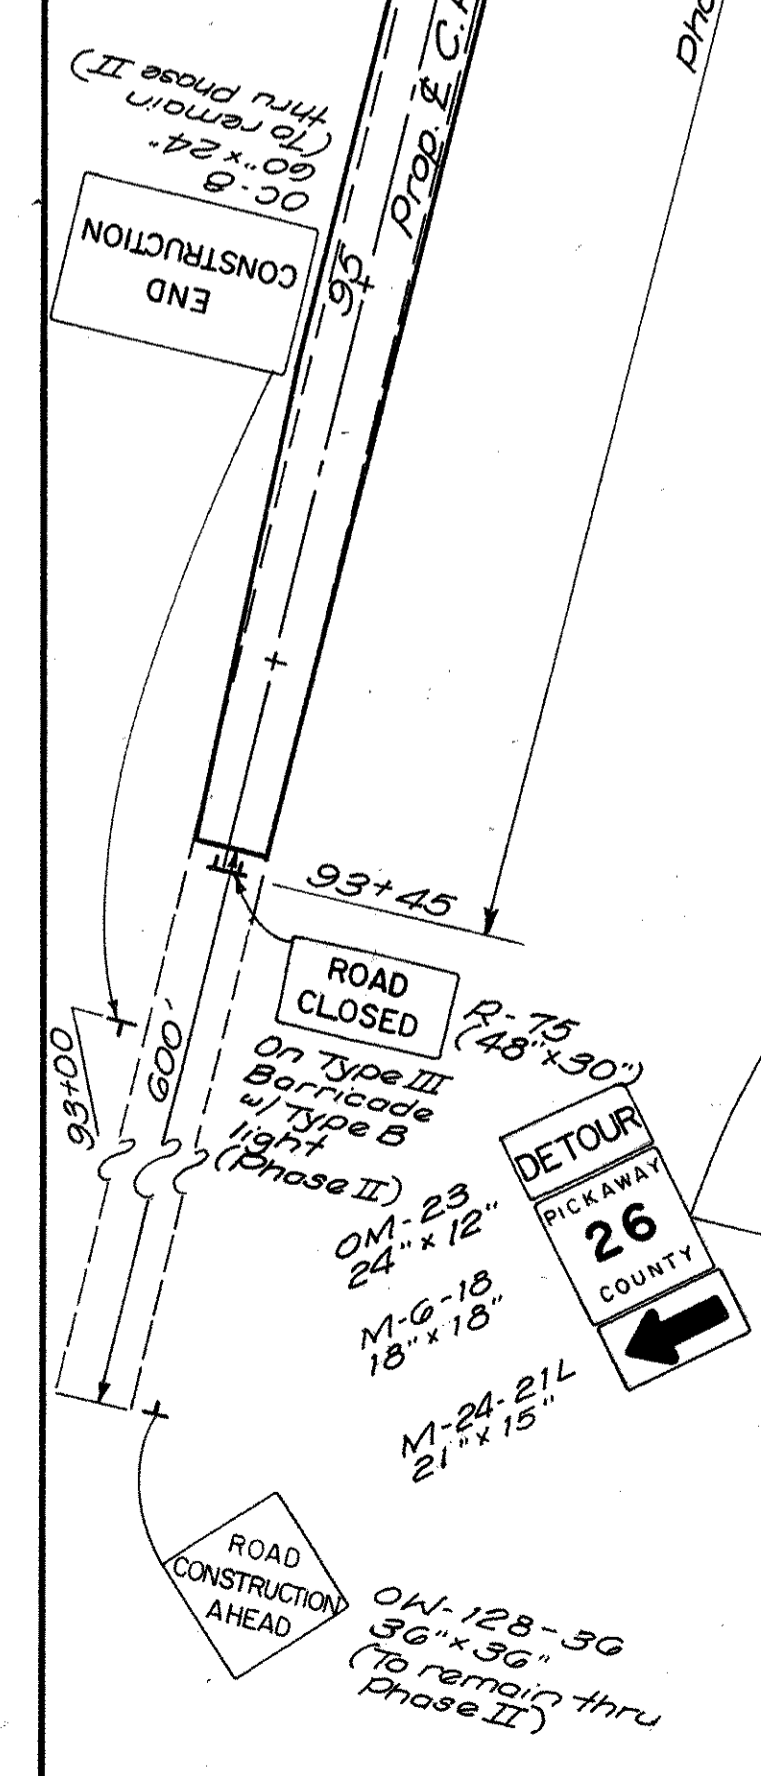 Prop. ℄ C.
OC-8
60"x24"
(To remain
thru Phase II)
END
CONSTRUCTION
95
93+45
ROAD
CLOSED
R-75
(48"x30")
On Type III
Barricade
w/Type B
light
(Phase II)
93+00
600'
DETOUR
PICKAWAY
26
COUNTY
OM-23
24"x12"
M-6-18
18"x18"
M-24-21L
21"x15"
ROAD
CONSTRUCTION
AHEAD
OW-128-36
36"x36"
(To remain thru
Phase II)